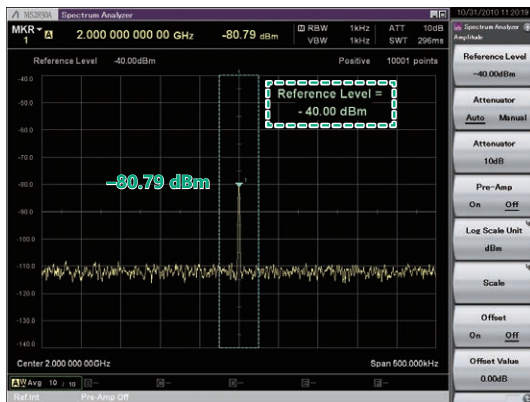 MS2830A Spectrum Analyzer
10/31/2010 11:20:19
MKR 1 A 2.000 000 000 00 GHz -80.79 dBm
RBW 1kHz ATT 10dB
VBW 1kHz SWT 296ms
Reference Level -40.00dBm Positive 10001 points
Reference Level =
- 40.00 dBm
–80.79 dBm
1
-40.0
-50.0
-60.0
-70.0
-80.0
-90.0
-100.0
-110.0
-120.0
-130.0
-140.0
Center 2.000 000 00GHz Span 500.000kHz
A W Avg 10 / 10
Ref.Int Pre-Amp Off
Spectrum Analyzer
Amplitude
Reference Level
-40.00dBm
Attenuator
Auto Manual
Attenuator
10dB
Pre-Amp
On Off
Log Scale Unit
dBm
Scale
Offset
On Off
Offset Value
0.00dB